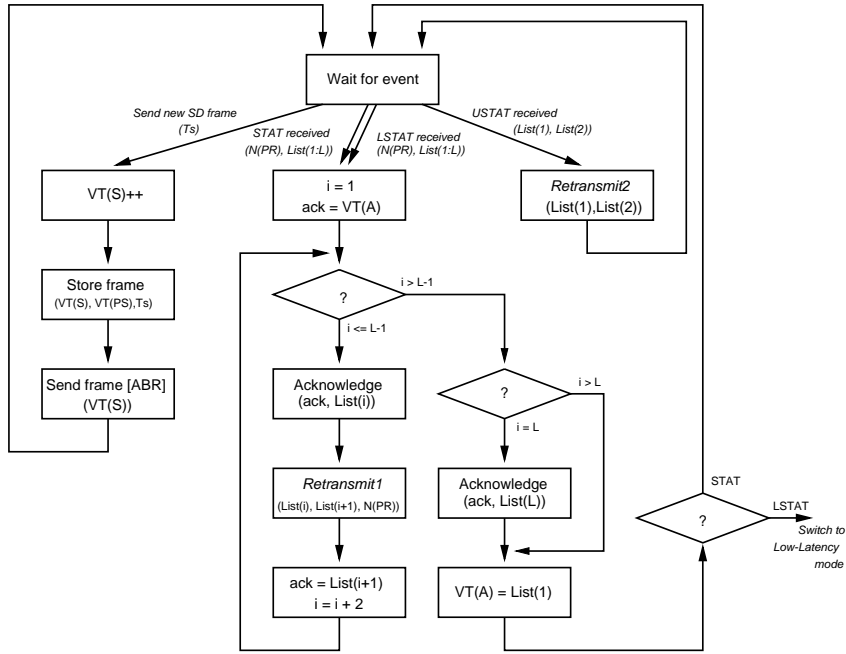 Wait for event
Send new SD frame
(Ts)
STAT received
(N(PR), List(1:L))
LSTAT received
(N(PR), List(1:L))
USTAT received
(List(1), List(2))
VT(S)++
i = 1
ack = VT(A)
Retransmit2
(List(1),List(2))
Store frame
(VT(S), VT(PS),Ts)
?
i > L-1
i <= L-1
Send frame [ABR]
(VT(S))
Acknowledge
(ack, List(i))
?
i > L
i = L
Retransmit1
(List(i), List(i+1), N(PR))
Acknowledge
(ack, List(L))
STAT
?
LSTAT
Switch to
Low-Latency
mode
ack = List(i+1)
i = i + 2
VT(A) = List(1)